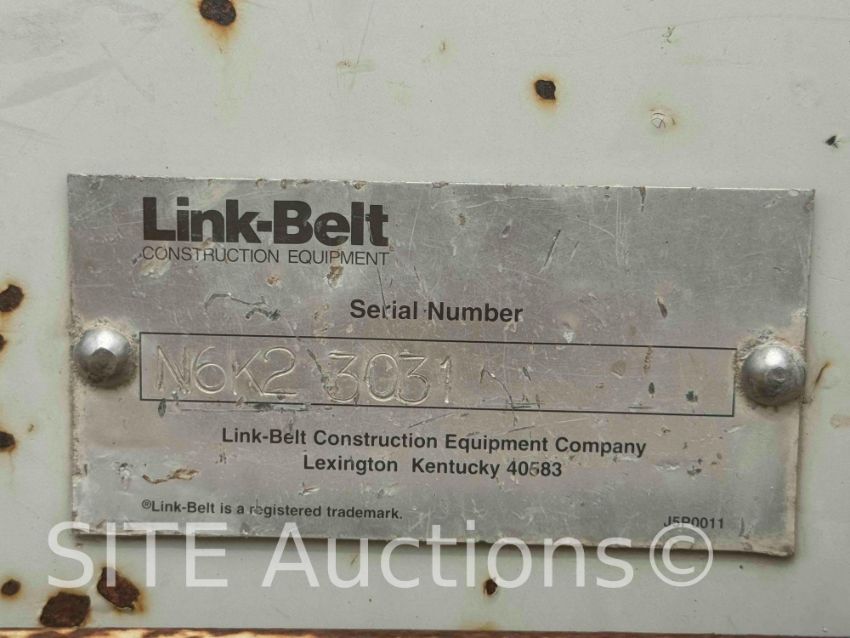 Link-Belt
CONSTRUCTION EQUIPMENT
Serial Number
N6K2 3031
Link-Belt Construction Equipment Company
Lexington Kentucky 40583
®Link-Belt is a registered trademark.
J5P0011
SITE Auctions©